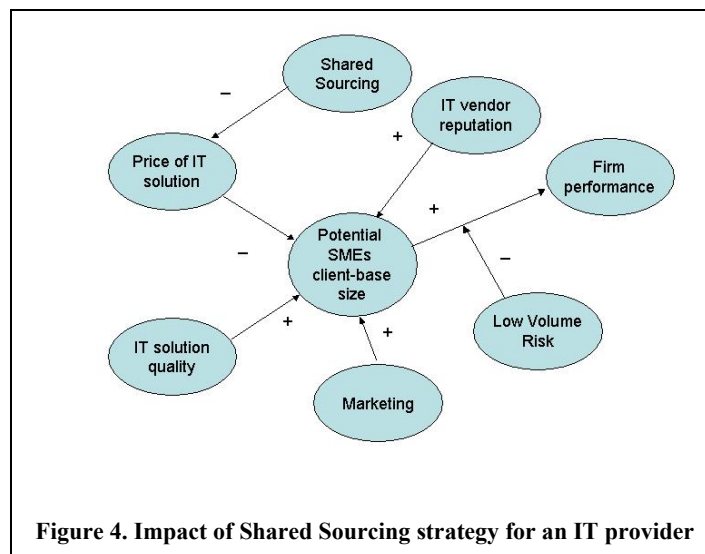 Shared
Sourcing
–
IT vendor
reputation
+
Price of IT
solution
Firm
performance
+
Potential
SMEs
client-base
size
–
–
IT solution
quality
+
Low Volume
Risk
+
Marketing
Figure 4. Impact of Shared Sourcing strategy for an IT provider